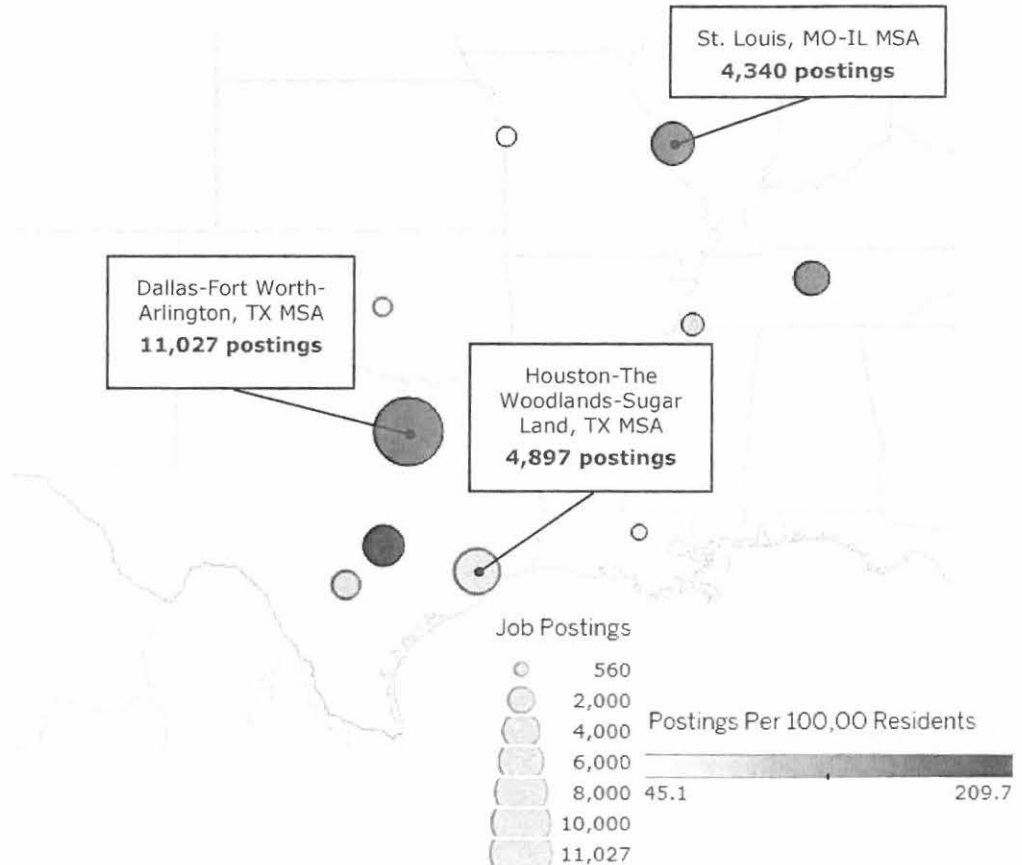 St. Louis, MO-IL MSA
4,340 postings
Dallas-Fort Worth-
Arlington, TX MSA
11,027 postings
Houston-The
Woodlands-Sugar
Land, TX MSA
4,897 postings
Job Postings
560
2,000
4,000
6,000
8,000
10,000
11,027
Postings Per 100,00 Residents
45.1
209.7